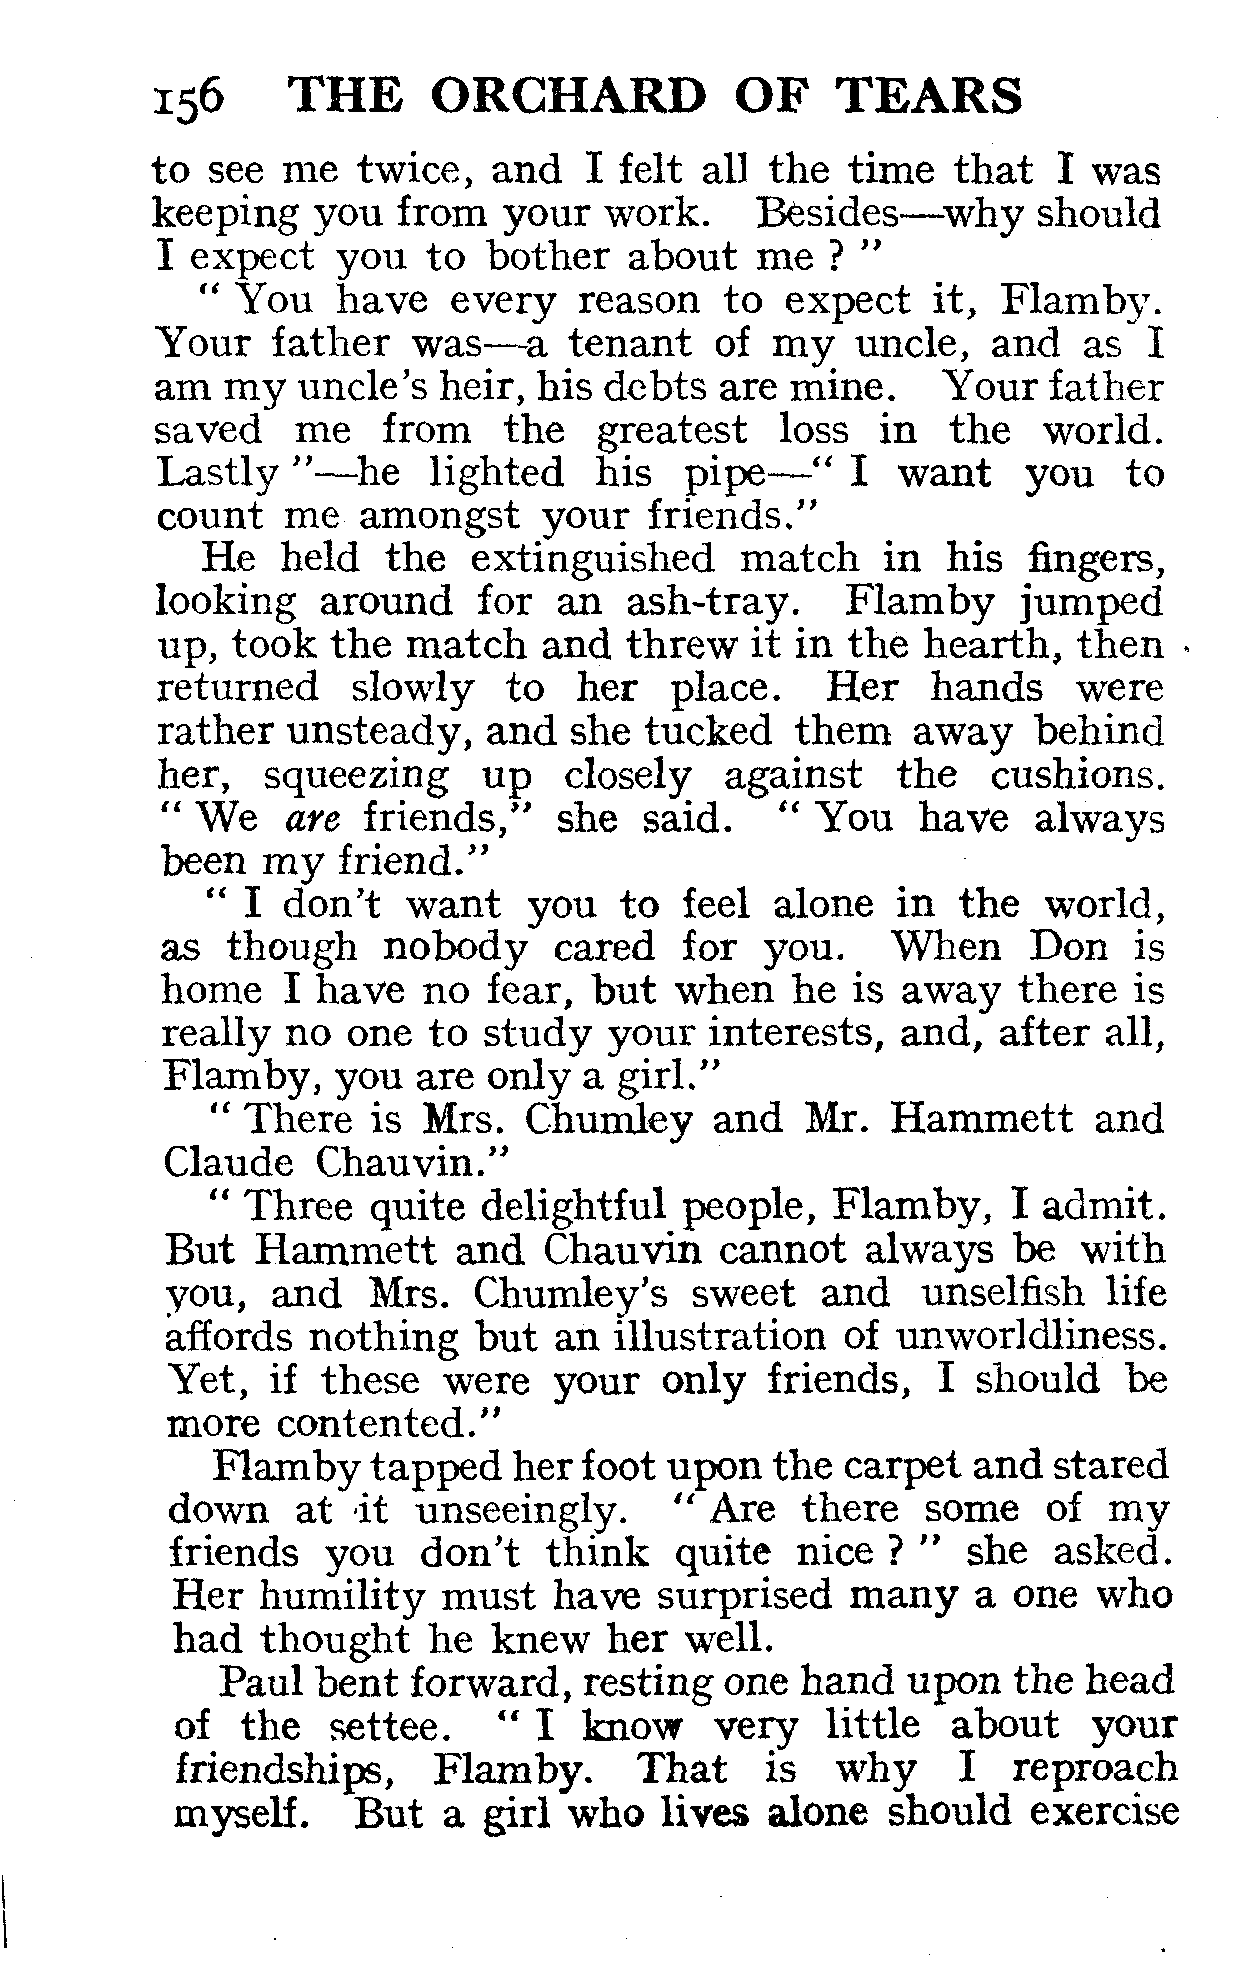 156 THE ORCHARD OF TEARS
to see me twice, and I felt all the time that I was
keeping you from your work. Besides—why should
I expect you to bother about me ? ”
“ You have every reason to expect it, Flamby.
Your father was—a tenant of my uncle, and as I
am my uncle’s heir, his debts are mine. Your father
saved me from the greatest loss in the world.
Lastly ”—he lighted his pipe—“ I want you to
count me amongst your friends.”
He held the extinguished match in his fingers,
looking around for an ash-tray. Flamby jumped
up, took the match and threw it in the hearth, then
returned slowly to her place. Her hands were
rather unsteady, and she tucked them away behind
her, squeezing up closely against the cushions.
“ We are friends,” she said. “ You have always
been my friend.”
“ I don’t want you to feel alone in the world,
as though nobody cared for you. When Don is
home I have no fear, but when he is away there is
really no one to study your interests, and, after all,
Flamby, you are only a girl.”
“ There is Mrs. Chumley and Mr. Hammett and
Claude Chauvin.”
“ Three quite delightful people, Flamby, I admit.
But Hammett and Chauvin cannot always be with
you, and Mrs. Chumley’s sweet and unselfish life
affords nothing but an illustration of unworldliness.
Yet, if these were your only friends, I should be
more contented.”
Flamby tapped her foot upon the carpet and stared
down at it unseeingly. “ Are there some of my
friends you don’t think quite nice ? ” she asked.
Her humility must have surprised many a one who
had thought he knew her well.
Paul bent forward, resting one hand upon the head
of the settee. “ I know very little about your
friendships, Flamby. That is why I reproach
myself. But a girl who lives alone should exercise